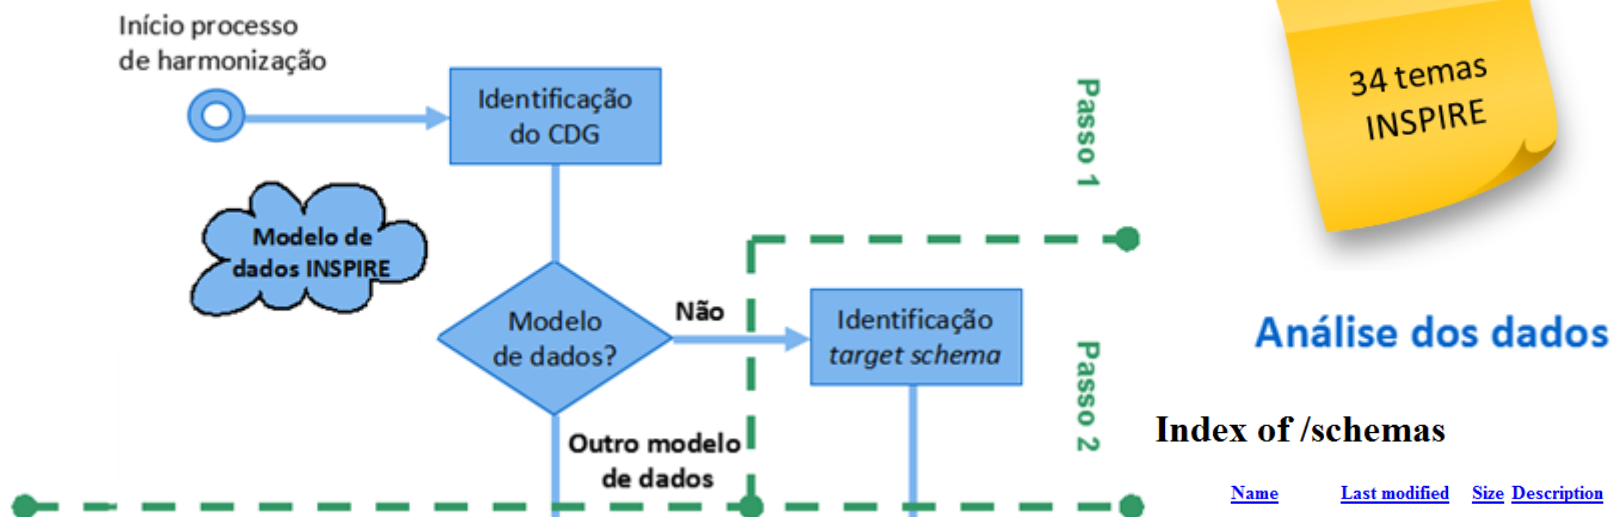 Início processo
de harmonização
Identificação
do CDG
Passo 1
34 temas
INSPIRE
Modelo de
dados INSPIRE
Modelo
de dados?
Não
Identificação
target schema
Passo 2
Análise dos dados
Outro modelo
de dados
Index of /schemas
Name Last modified Size Description